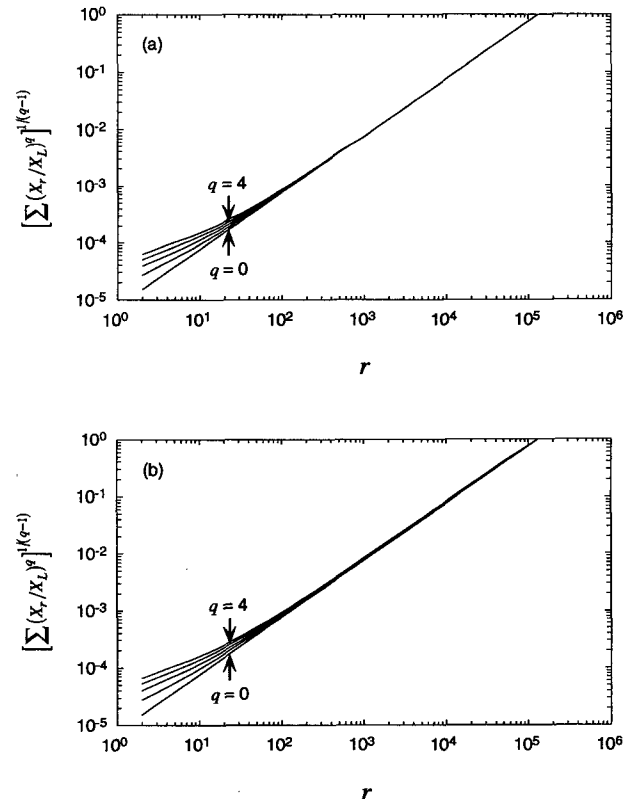 (a)
[∑(X_r/X_L)^q]^{1/(q−1)}
10^0
10^{-1}
10^{-2}
10^{-3}
10^{-4}
10^{-5}
q = 4
q = 0
10^0 10^1 10^2 10^3 10^4 10^5 10^6
r
(b)
[∑(X_r/X_L)^q]^{1/(q−1)}
10^0
10^{-1}
10^{-2}
10^{-3}
10^{-4}
10^{-5}
q = 4
q = 0
10^0 10^1 10^2 10^3 10^4 10^5 10^6
r